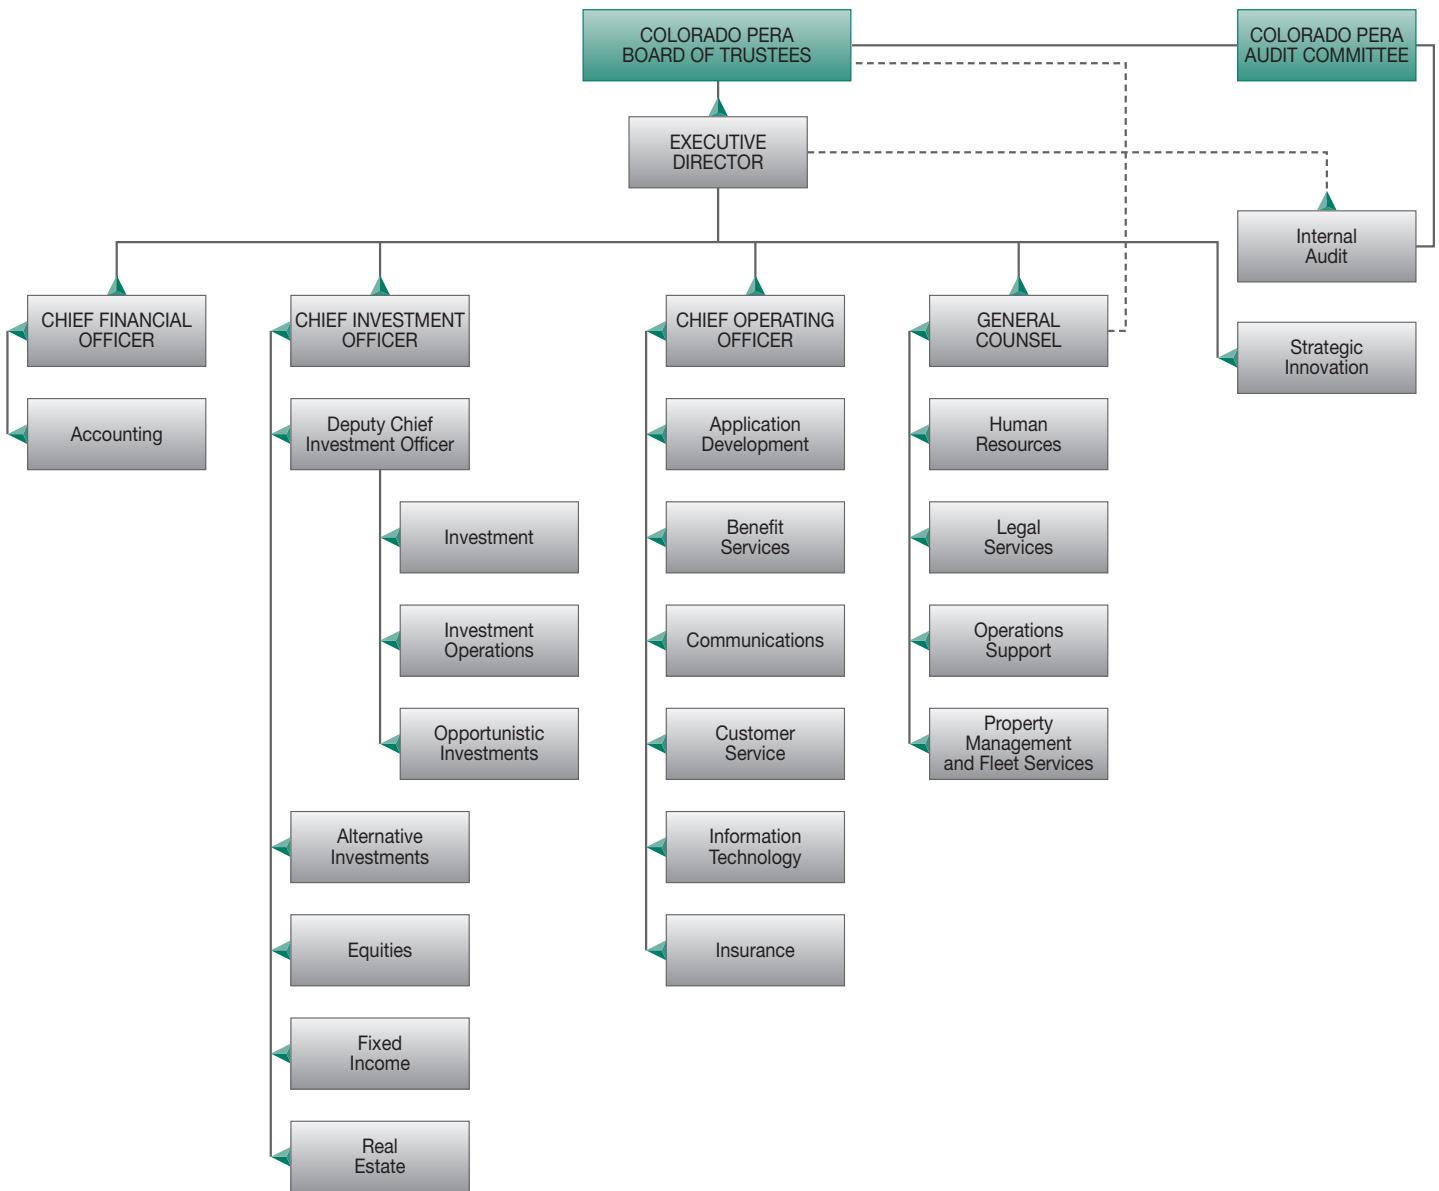 COLORADO PERA
BOARD OF TRUSTEES
COLORADO PERA
AUDIT COMMITTEE
EXECUTIVE
DIRECTOR
Internal
Audit
CHIEF FINANCIAL
OFFICER
CHIEF INVESTMENT
OFFICER
CHIEF OPERATING
OFFICER
GENERAL
COUNSEL
Strategic
Innovation
Accounting
Deputy Chief
Investment Officer
Application
Development
Human
Resources
Investment
Benefit
Services
Legal
Services
Investment
Operations
Communications
Operations
Support
Opportunistic
Investments
Customer
Service
Property
Management
and Fleet Services
Alternative
Investments
Information
Technology
Equities
Insurance
Fixed
Income
Real
Estate